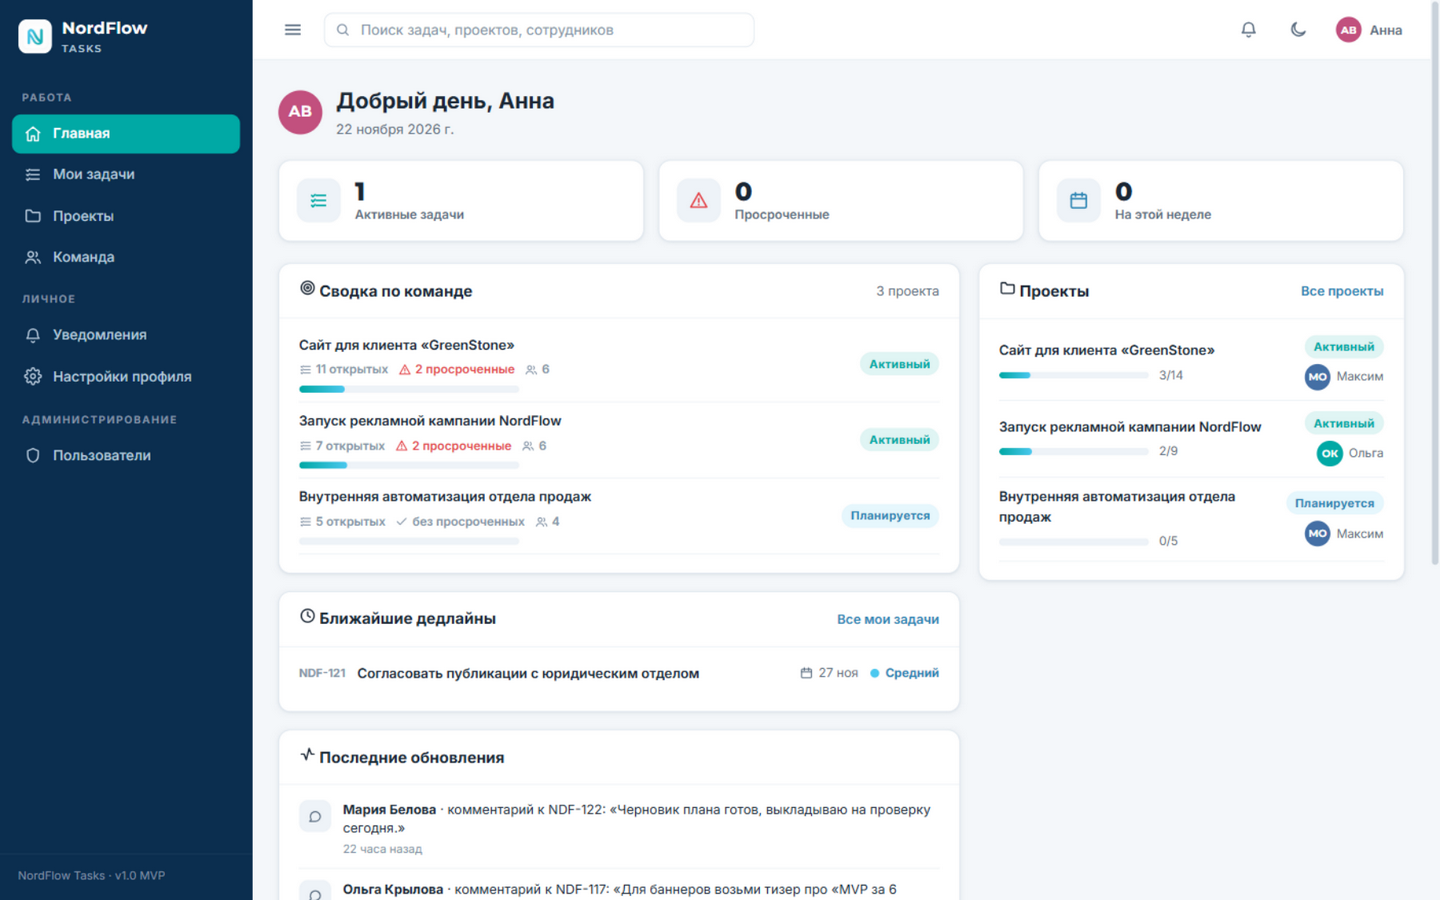 NordFlow
TASKS
РАБОТА
Главная
Мои задачи
Проекты
Команда
ЛИЧНОЕ
Уведомления
Настройки профиля
АДМИНИСТРИРОВАНИЕ
Пользователи
NordFlow Tasks · v1.0 MVP
Поиск задач, проектов, сотрудников
АВ Анна
АВ
Добрый день, Анна
22 ноября 2026 г.
1
Активные задачи
0
Просроченные
0
На этой неделе
Сводка по команде
3 проекта
Сайт для клиента «GreenStone»
11 открытых 2 просроченные 6
Активный
Запуск рекламной кампании NordFlow
7 открытых 2 просроченные 6
Активный
Внутренняя автоматизация отдела продаж
5 открытых без просроченных 4
Планируется
Проекты
Все проекты
Сайт для клиента «GreenStone»
3/14
Активный
МО Максим
Запуск рекламной кампании NordFlow
2/9
Активный
ОК Ольга
Внутренняя автоматизация отдела
продаж
0/5
Планируется
МО Максим
Ближайшие дедлайны
Все мои задачи
NDF-121 Согласовать публикации с юридическим отделом 27 ноя Средний
Последние обновления
Мария Белова · комментарий к NDF-122: «Черновик плана готов, выкладываю на проверку
сегодня.»
22 часа назад
Ольга Крылова · комментарий к NDF-117: «Для баннеров возьми тизер про «MVP за 6